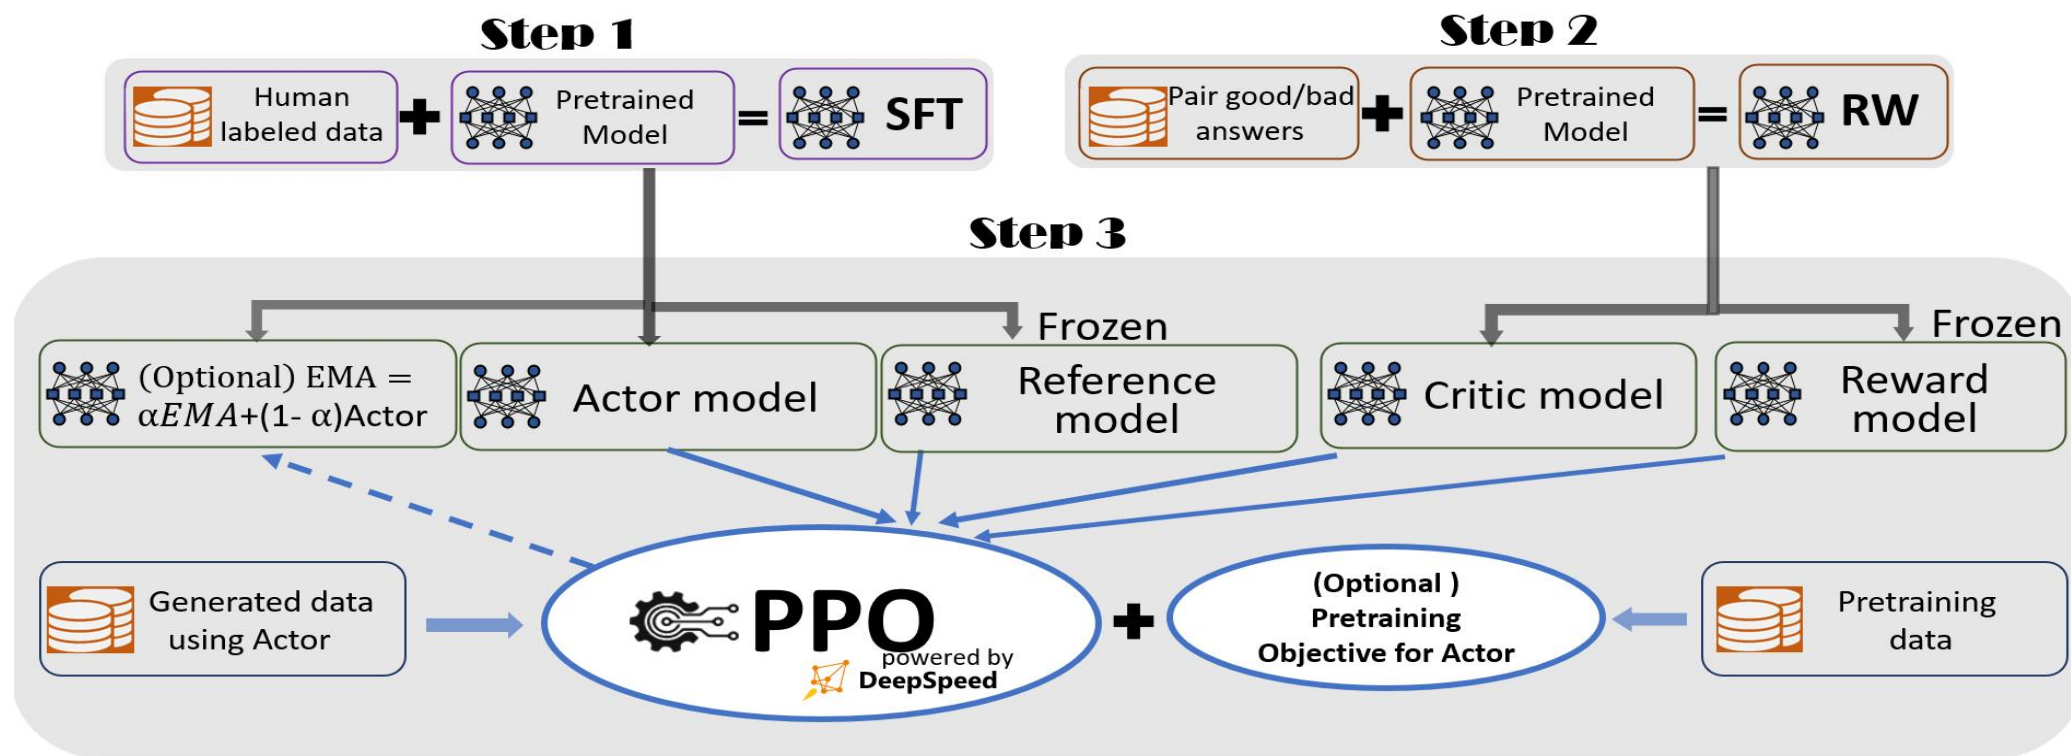 Step 1
Human
labeled data
+
Pretrained
Model
=
SFT
Step 2
Pair good/bad
answers
+
Pretrained
Model
=
RW
Step 3
(Optional) EMA =
αEMA+(1- α)Actor
Actor model
Frozen
Reference
model
Critic model
Frozen
Reward
model
Generated data
using Actor
PPO
powered by
DeepSpeed
+
(Optional )
Pretraining
Objective for Actor
Pretraining
data